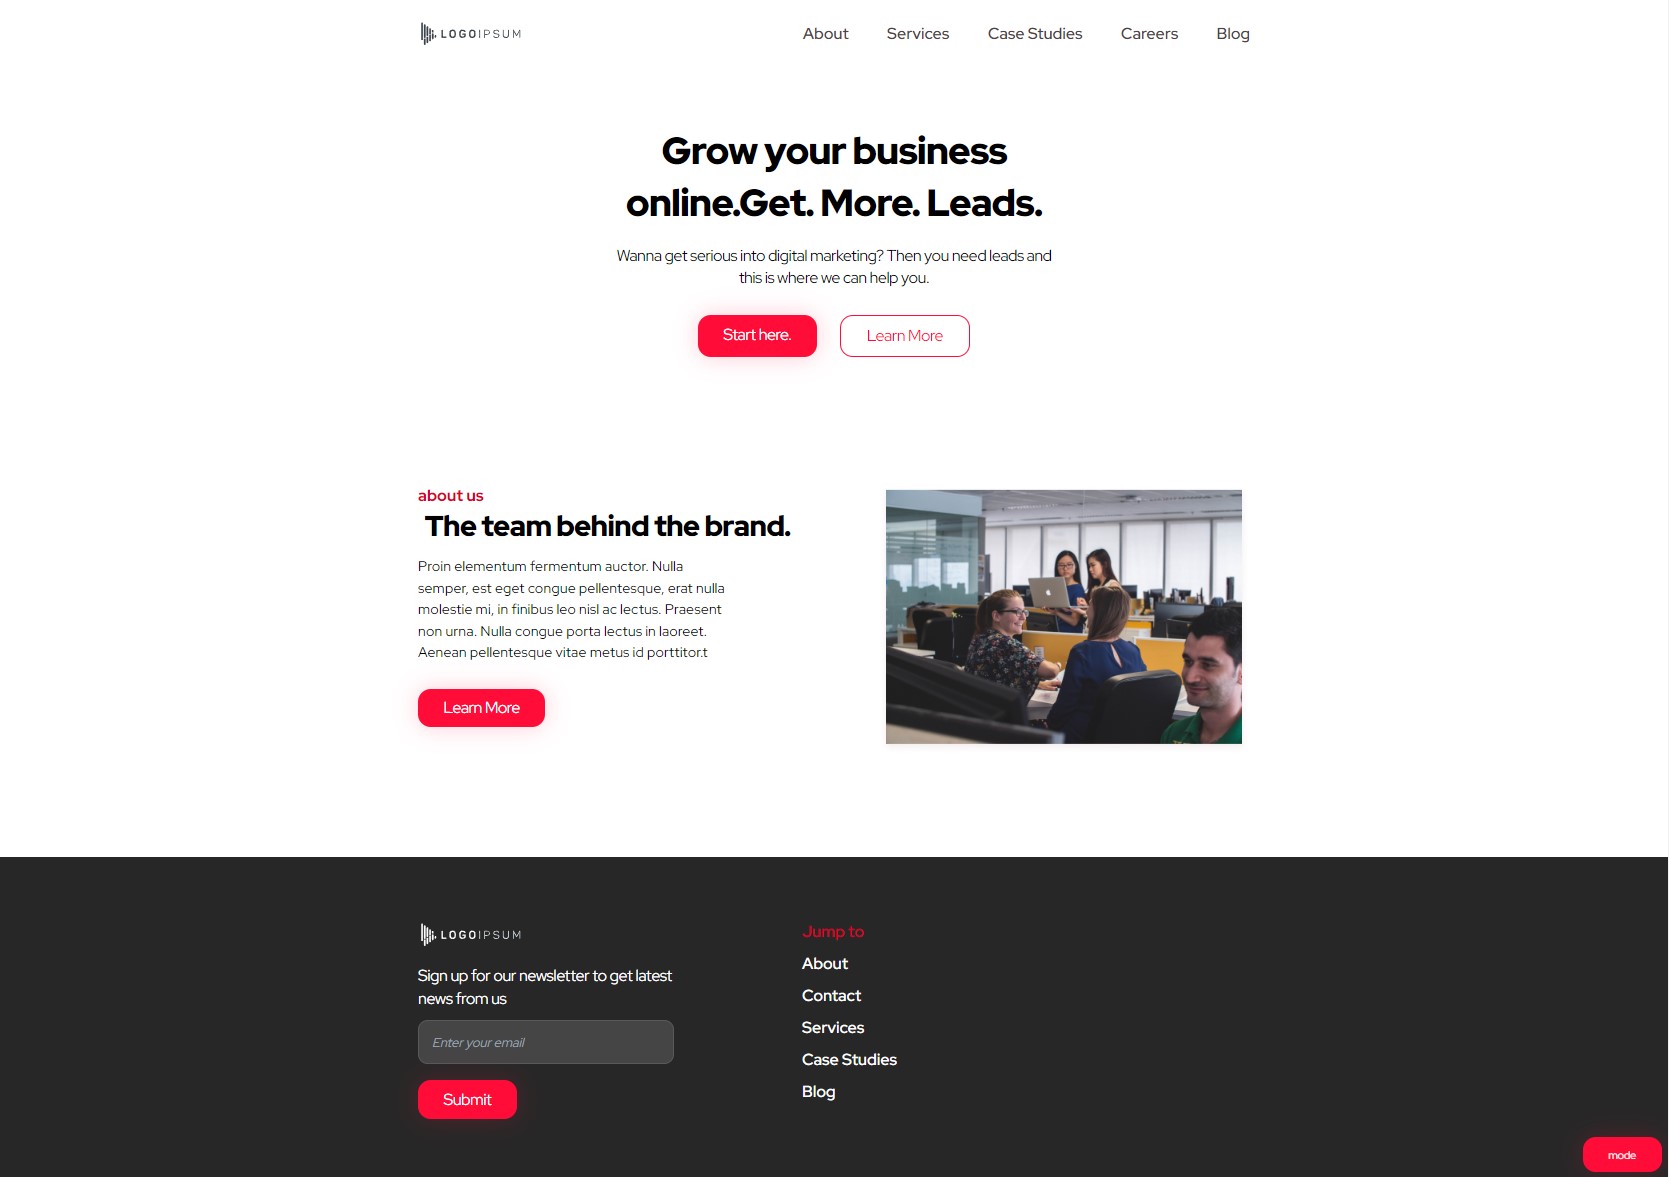 LOGOIPSUM
About Services Case Studies Careers Blog
Grow your business
online.Get. More. Leads.
Wanna get serious into digital marketing? Then you need leads and
this is where we can help you.
Start here. Learn More
about us
The team behind the brand.
Proin elementum fermentum auctor. Nulla
semper, est eget congue pellentesque, erat nulla
molestie mi, in finibus leo nisl ac lectus. Praesent
non urna. Nulla congue porta lectus in laoreet.
Aenean pellentesque vitae metus id porttitor.t
Learn More
LOGOIPSUM
Sign up for our newsletter to get latest
news from us
Enter your email
Submit
Jump to
About
Contact
Services
Case Studies
Blog
mode